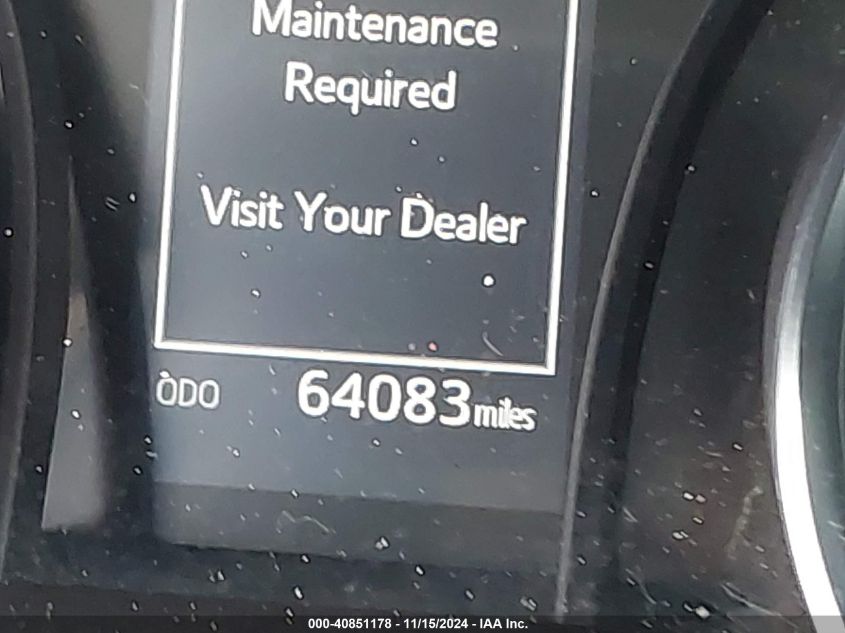 Maintenance
Required
Visit Your Dealer
ODO 64083 miles
000-40851178 - 11/15/2024 - IAA Inc.